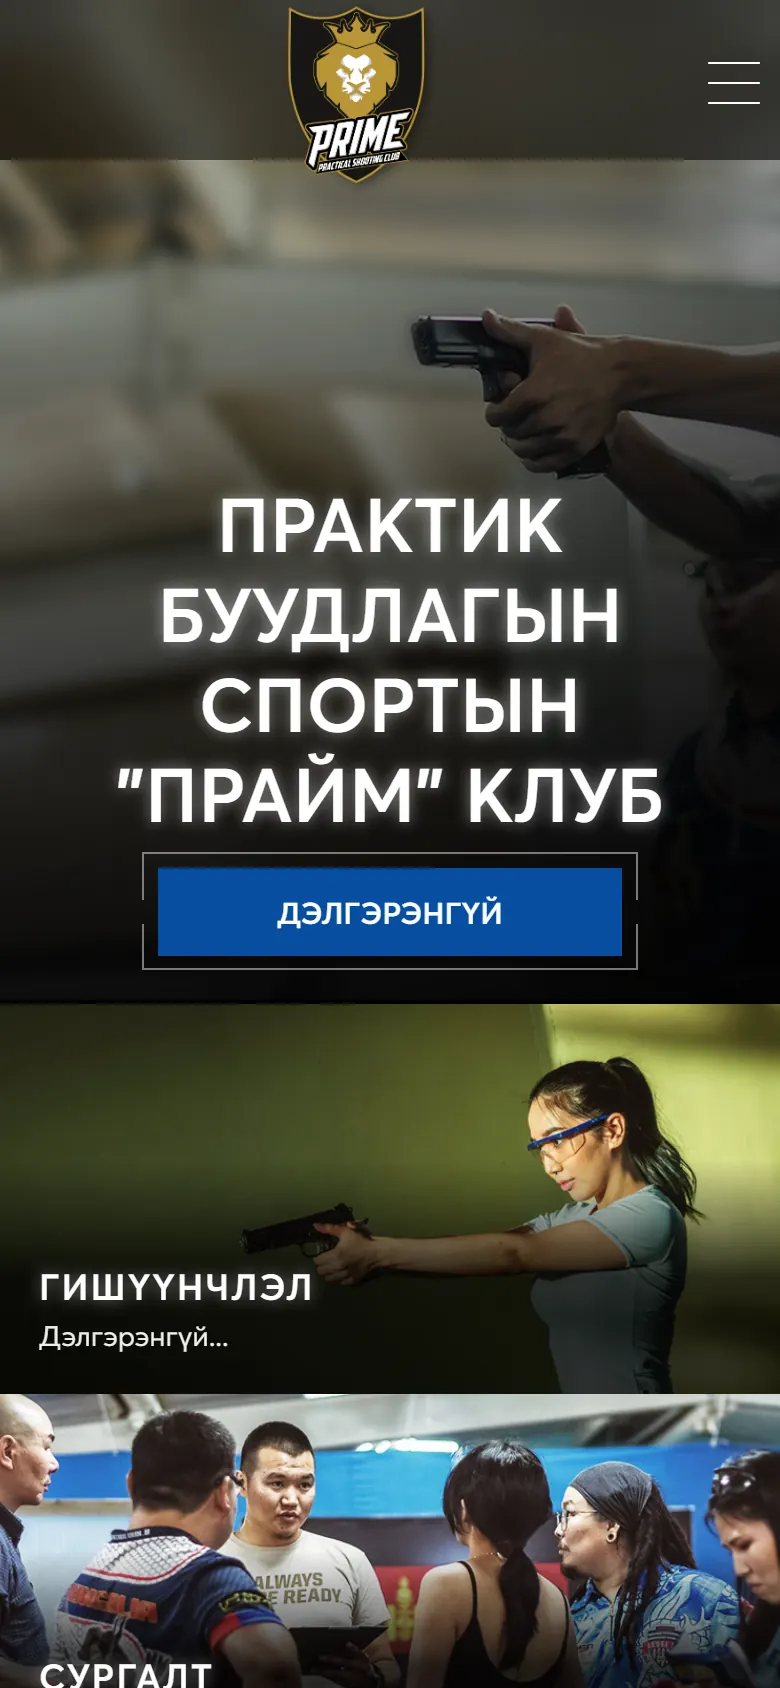 PRIME
PRACTICAL SHOOTING CLUB
ПРАКТИК
БУУДЛАГЫН
СПОРТЫН
"ПРАЙМ" КЛУБ
ДЭЛГЭРЭНГҮЙ
ГИШҮҮНЧЛЭЛ
Дэлгэрэнгүй...
ALWAYS
READY
СУРГАЛТ